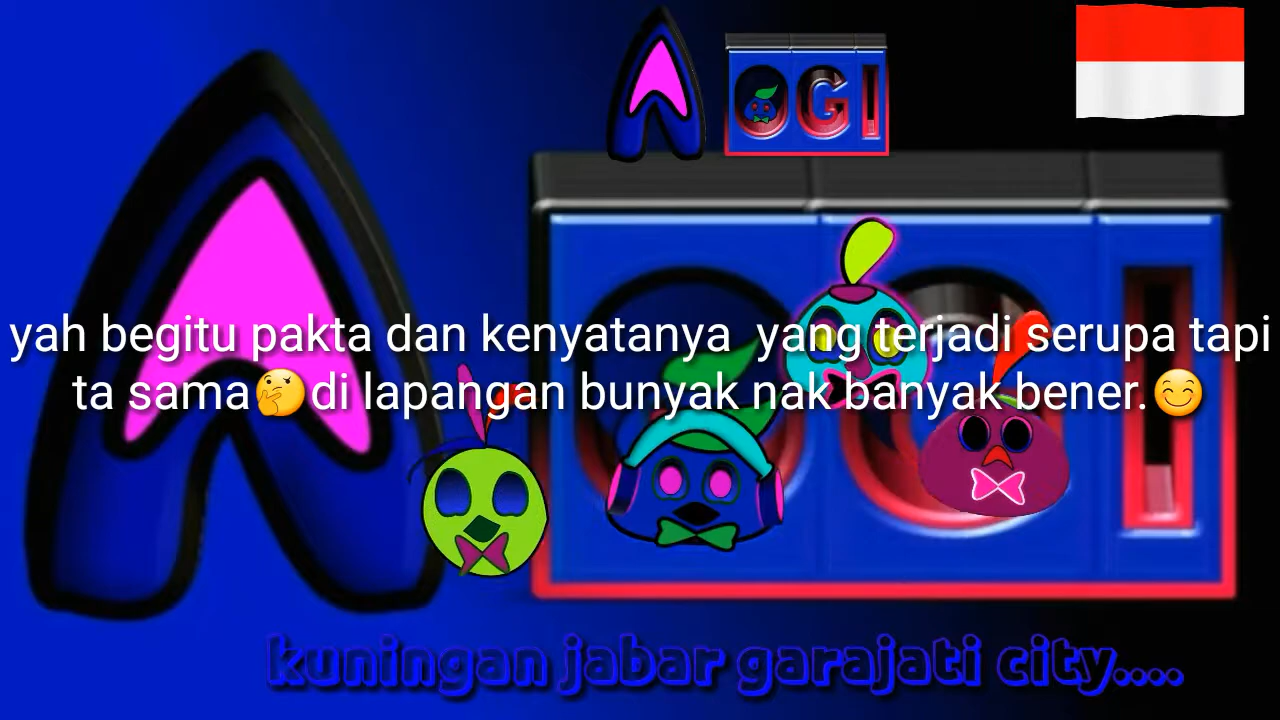 A OGI
A OGI
yah begitu pakta dan kenyatanya yang terjadi serupa tapi
ta sama🤔di lapangan bunyak nak banyak bener.😊
kuningan jabar garajati city....